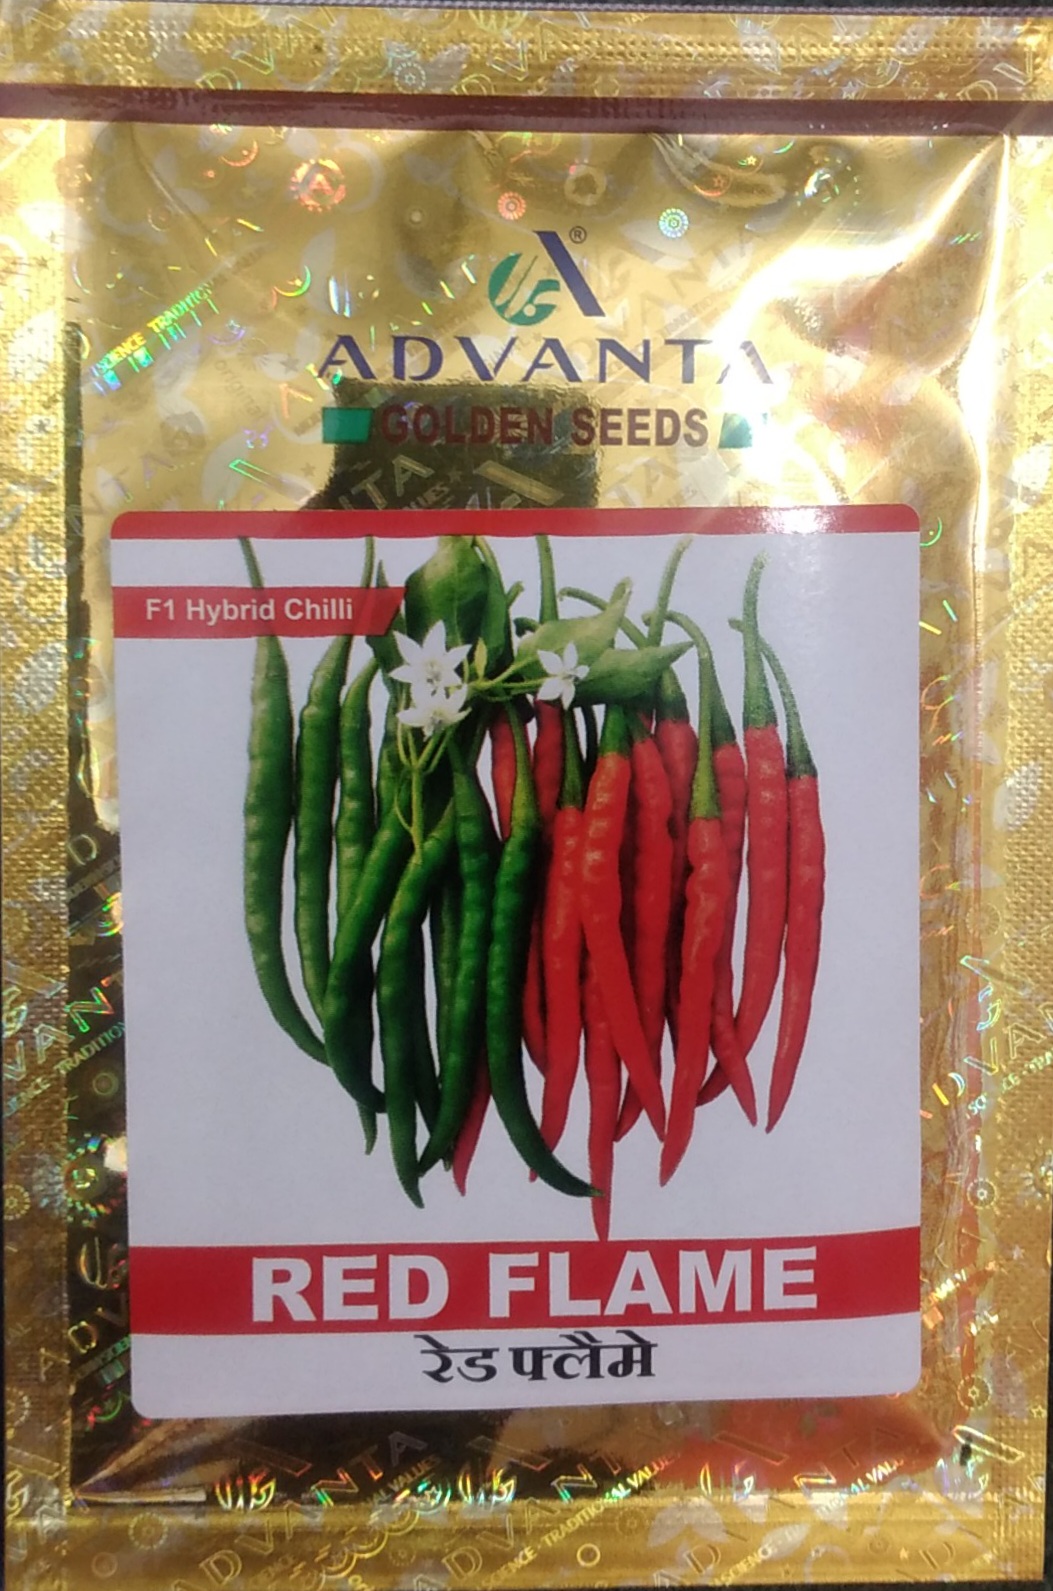 ®
ADVANTA
GOLDEN SEEDS
F1 Hybrid Chilli
RED FLAME
रेड फ्लैमे